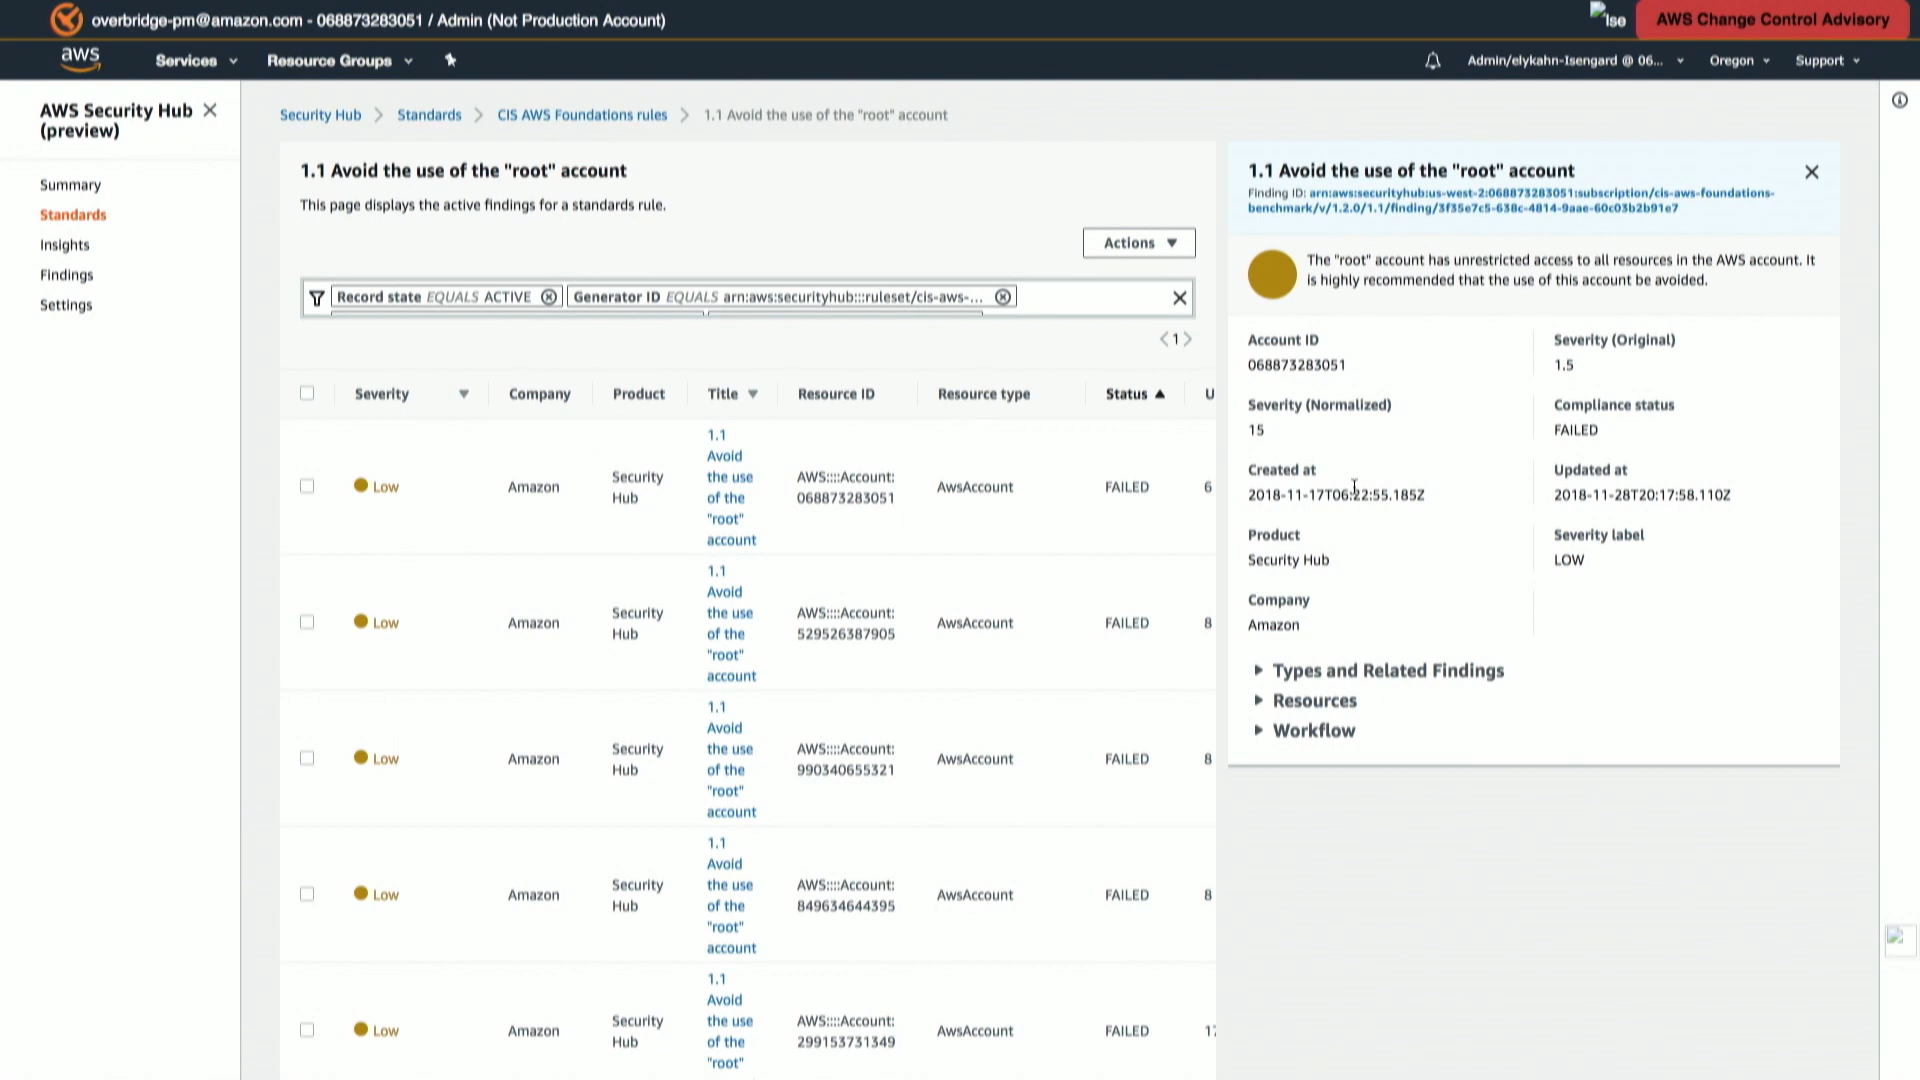 overbridge-pm@amazon.com - 068873283051 / Admin (Not Production Account)
Ise
AWS Change Control Advisory
aws
Services
Resource Groups
Admin/elykahn-Isengard @ 06...
Oregon
Support
AWS Security Hub
(preview)
Summary
Standards
Insights
Findings
Settings
Security Hub > Standards > CIS AWS Foundations rules > 1.1 Avoid the use of the "root" account
1.1 Avoid the use of the "root" account
This page displays the active findings for a standards rule.
Actions
Record state EQUALS ACTIVE
Generator ID EQUALS arn:aws:securityhub:::ruleset/cis-aws-...
< 1 >
Severity Company Product Title Resource ID Resource type Status U
Low Amazon Security Hub 1.1 Avoid the use of the "root" account AWS::::Account:068873283051 AwsAccount FAILED 6
Low Amazon Security Hub 1.1 Avoid the use of the "root" account AWS::::Account:529526387905 AwsAccount FAILED 8
Low Amazon Security Hub 1.1 Avoid the use of the "root" account AWS::::Account:990340655321 AwsAccount FAILED 8
Low Amazon Security Hub 1.1 Avoid the use of the "root" account AWS::::Account:849634644395 AwsAccount FAILED 8
Low Amazon Security Hub 1.1 Avoid the use of the "root" AWS::::Account:299153731349 AwsAccount FAILED 17
1.1 Avoid the use of the "root" account
Finding ID: arn:aws:securityhub:us-west-2:068873283051:subscription/cis-aws-foundations-
benchmark/v/1.2.0/1.1/finding/3f35e7c5-638c-4814-9aae-60c03b2b91e7
The "root" account has unrestricted access to all resources in the AWS account. It
is highly recommended that the use of this account be avoided.
Account ID
068873283051
Severity (Original)
1.5
Severity (Normalized)
15
Compliance status
FAILED
Created at
2018-11-17T06:22:55.185Z
Updated at
2018-11-28T20:17:58.110Z
Product
Security Hub
Severity label
LOW
Company
Amazon
Types and Related Findings
Resources
Workflow